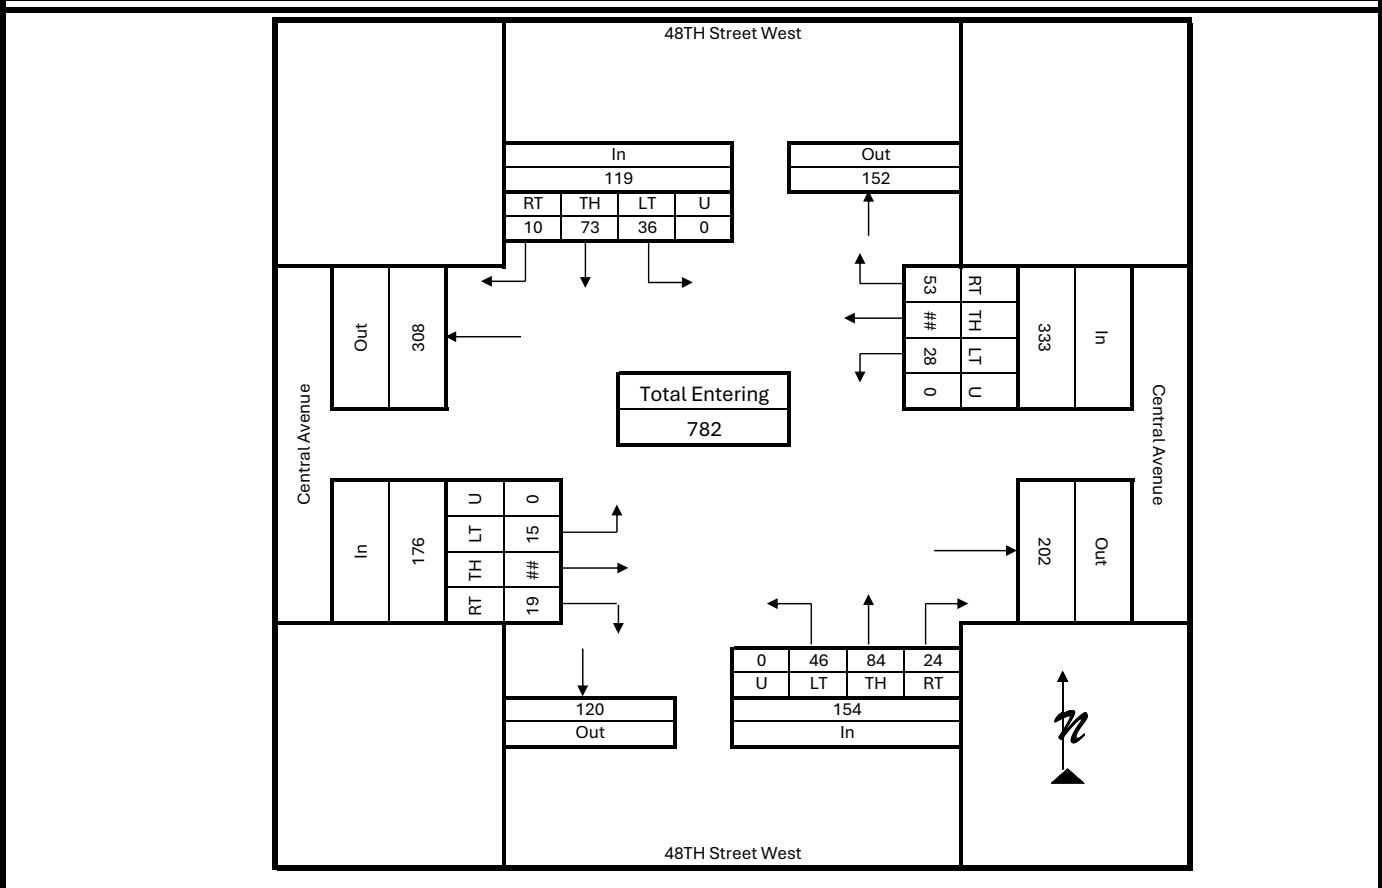 48TH Street West
In
119
RT TH LT U
10 73 36 0
Out
152
Out
308
53 RT
## TH
28 LT
0 U
333
In
Central Avenue
Total Entering
782
Central Avenue
In
176
U 0
LT 15
TH ##
RT 19
202
Out
0 46 84 24
U LT TH RT
154
In
120
Out
N
48TH Street West